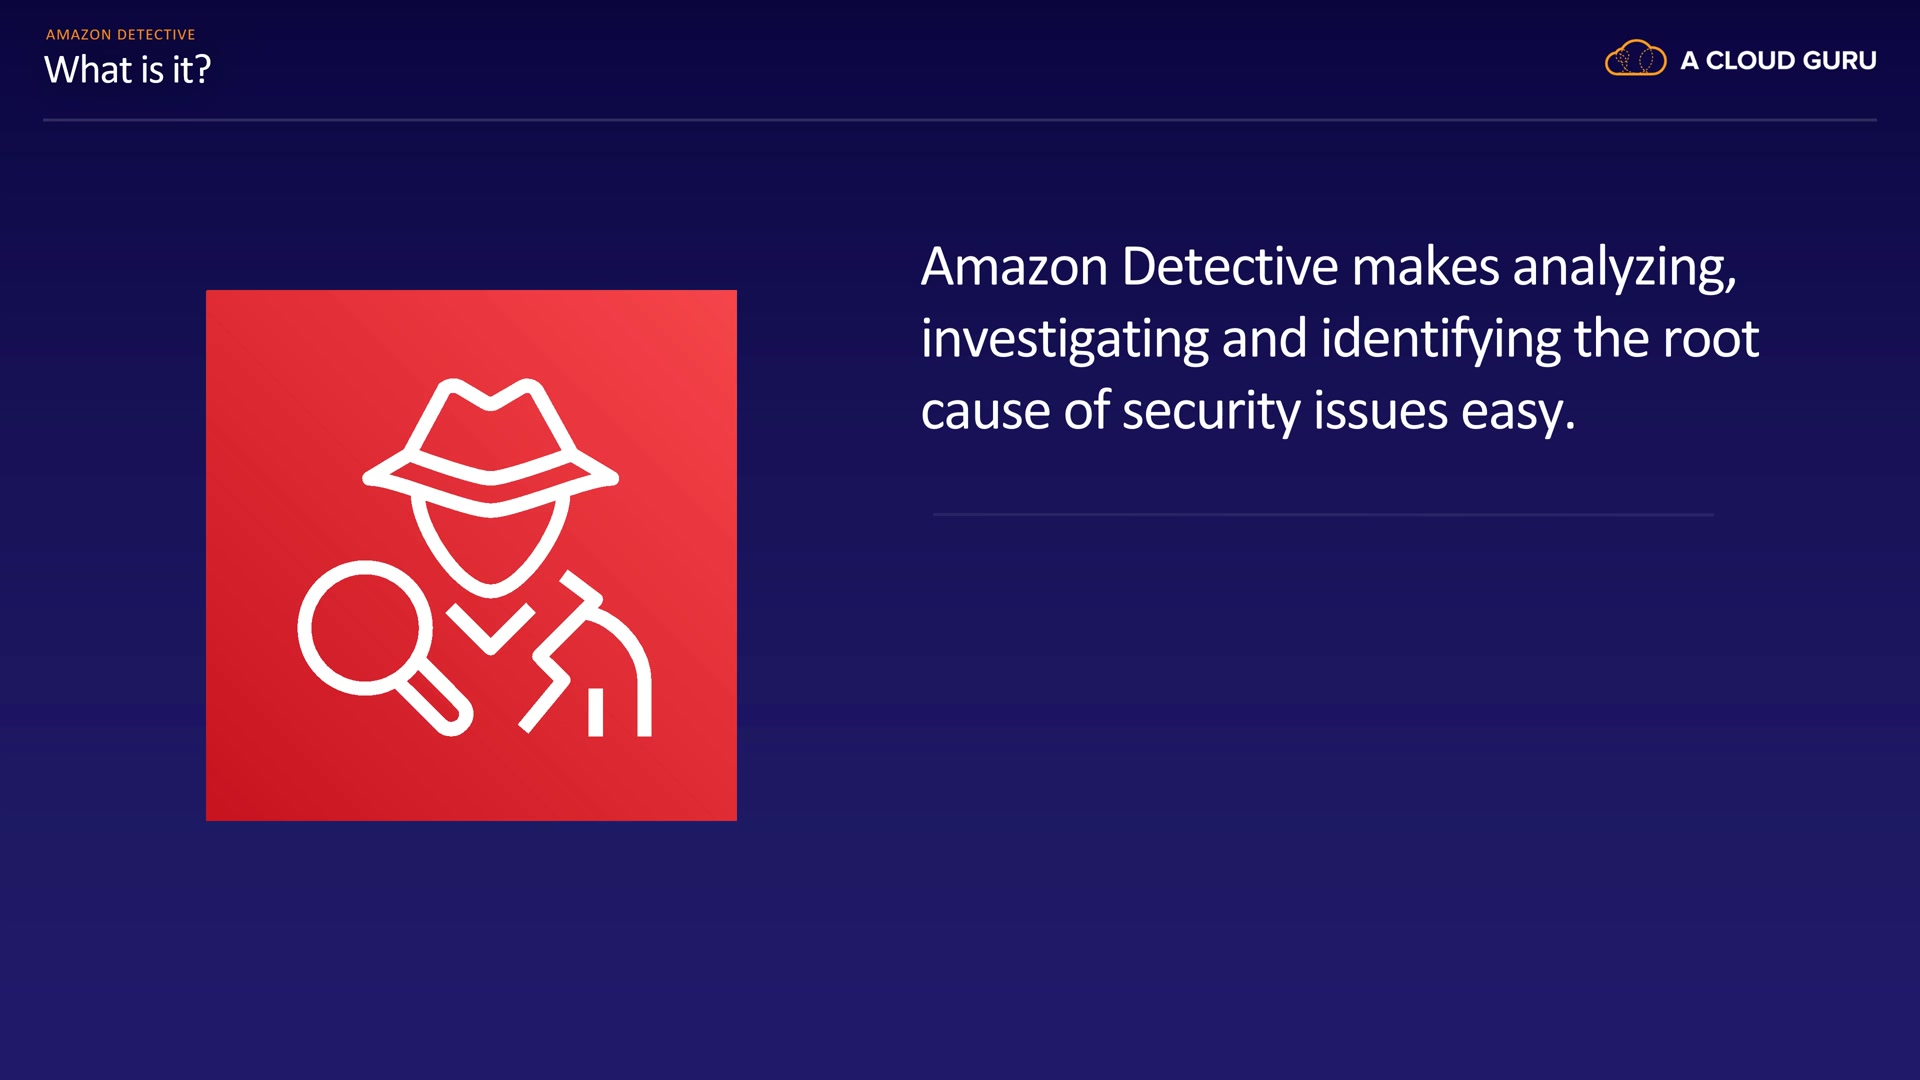 AMAZON DETECTIVE
What is it?
A CLOUD GURU
Amazon Detective makes analyzing,
investigating and identifying the root
cause of security issues easy.